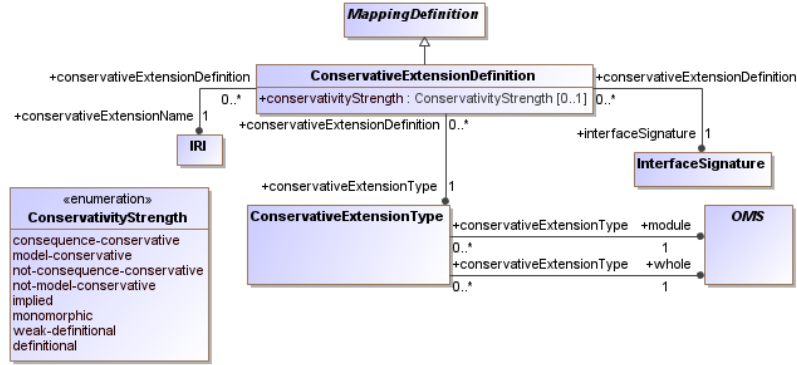 MappingDefinition
+conservativeExtensionDefinition
ConservativeExtensionDefinition
+conservativeExtensionDefinition
0..*
+conservativityStrength : ConservativityStrength [0..1]
0..*
+conservativeExtensionName
1
+conservativeExtensionDefinition
0..*
+interfaceSignature
1
IRI
InterfaceSignature
+conservativeExtensionType
1
«enumeration»
ConservativityStrength
consequence-conservative
model-conservative
not-consequence-conservative
not-model-conservative
implied
monomorphic
weak-definitional
definitional
ConservativeExtensionType
+conservativeExtensionType
+module
0..*
1
+conservativeExtensionType
+whole
0..*
1
OMS